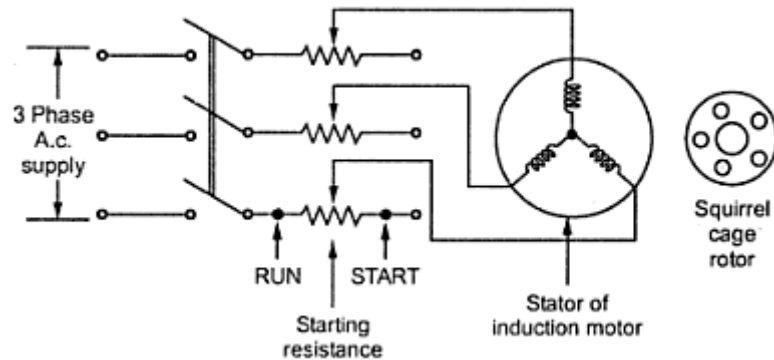 3 Phase
A.c.
supply
RUN
START
Starting
resistance
Stator of
induction motor
Squirrel
cage
rotor